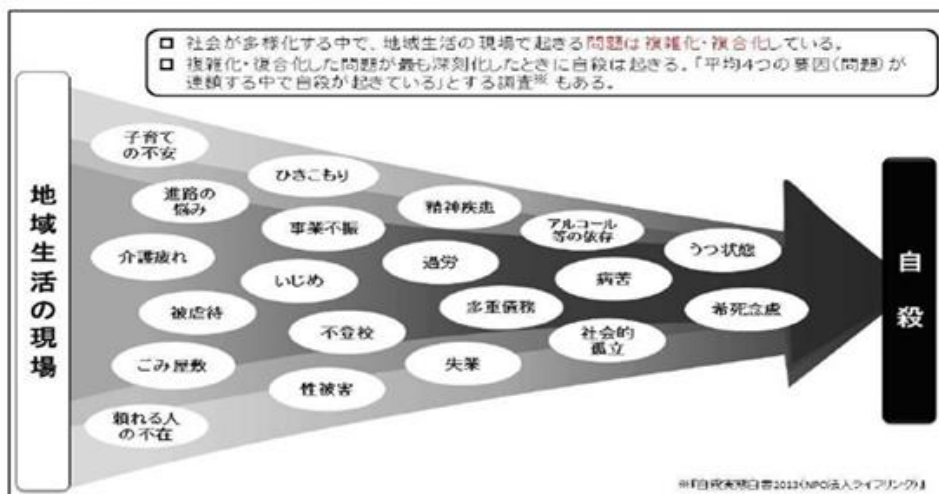 □ 社会が多様化する中で、地域生活の現場で起きる問題は複雑化・複合化している。
□ 複雑化・複合化した問題が最も深刻化したときに自殺は起きる。「平均4つの要因(問題)が
連鎖する中で自殺が起きている」とする調査※もある。
地域生活の現場
子育て
の不安
進路の
悩み
介護疲れ
被虐待
ごみ屋敷
頼れる人
の不在
ひきこもり
事業不振
いじめ
不登校
性被害
精神疾患
過労
多重債務
失業
アルコール
等の依存
病苦
社会的
孤立
うつ状態
希死念慮
自殺
※『自殺実態白書2013(NPO法人ライフリンク)』